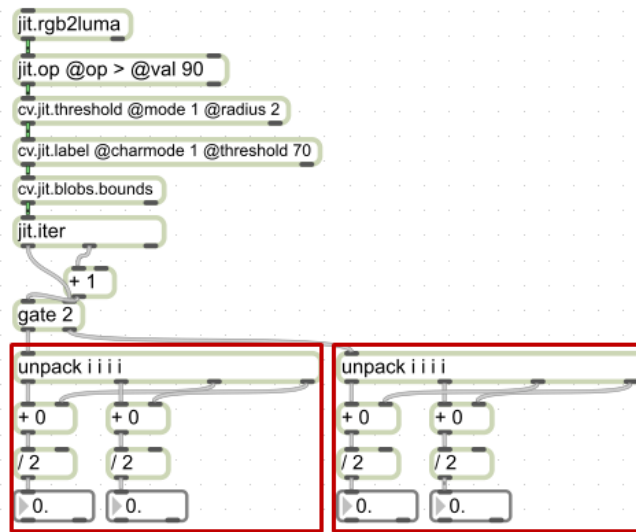 jit.rgb2luma
jit.op @op > @val 90
cv.jit.threshold @mode 1 @radius 2
cv.jit.label @charmode 1 @threshold 70
cv.jit.blobs.bounds
jit.iter
+ 1
gate 2
unpack i i i i
unpack i i i i
+ 0
+ 0
+ 0
+ 0
/ 2
/ 2
/ 2
/ 2
0.
0.
0.
0.